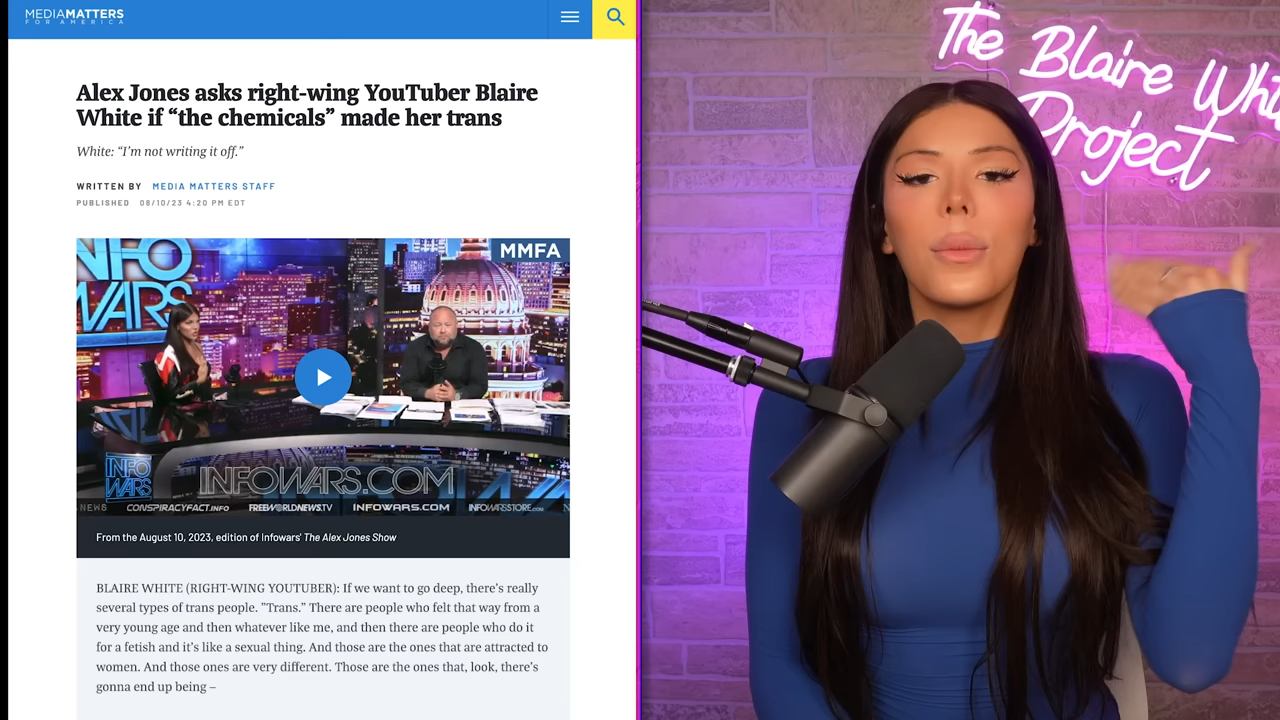 MEDIAMATTERS
FOR AMERICA
Alex Jones asks right-wing YouTuber Blaire
White if “the chemicals” made her trans
White: “I’m not writing it off.”
WRITTEN BY MEDIA MATTERS STAFF
PUBLISHED 08/10/23 4:20 PM EDT
MMFA
NFO
WARS
INFO
WARS
INFOWARS.COM
NEWS CONSPIRACYFACT.INFO FREEWORLDNEWS.TV INFOWARS.COM INFOWARSSTORE.COM
From the August 10, 2023, edition of Infowars' The Alex Jones Show
BLAIRE WHITE (RIGHT-WING YOUTUBER): If we want to go deep, there's really
several types of trans people. "Trans." There are people who felt that way from a
very young age and then whatever like me, and then there are people who do it
for a fetish and it's like a sexual thing. And those are the ones that are attracted to
women. And those ones are very different. Those are the ones that, look, there's
gonna end up being –
The Blaire Whi
Project